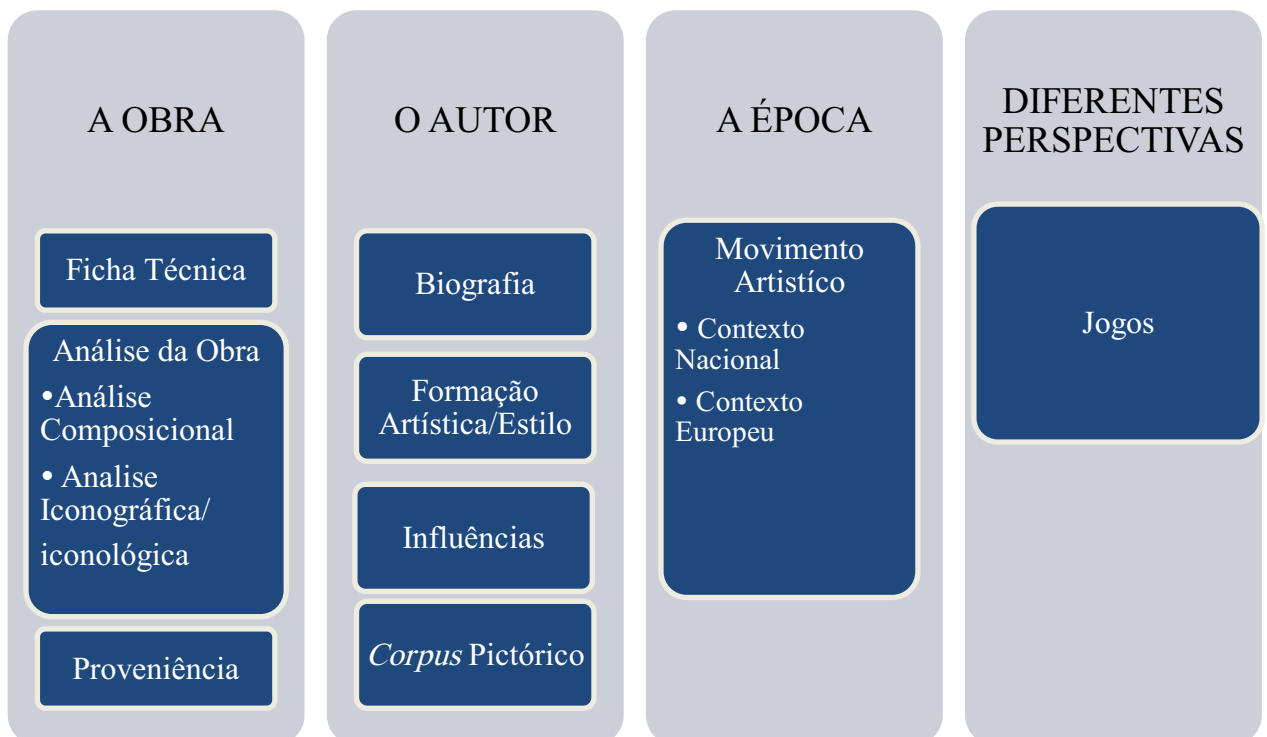 A OBRA
Ficha Técnica
Análise da Obra
•Análise
Composicional
• Analise
Iconográfica/
iconológica
Proveniência
O AUTOR
Biografia
Formação
Artística/Estilo
Influências
Corpus Pictórico
A ÉPOCA
Movimento
Artistíco
• Contexto
Nacional
• Contexto
Europeu
DIFERENTES
PERSPECTIVAS
Jogos